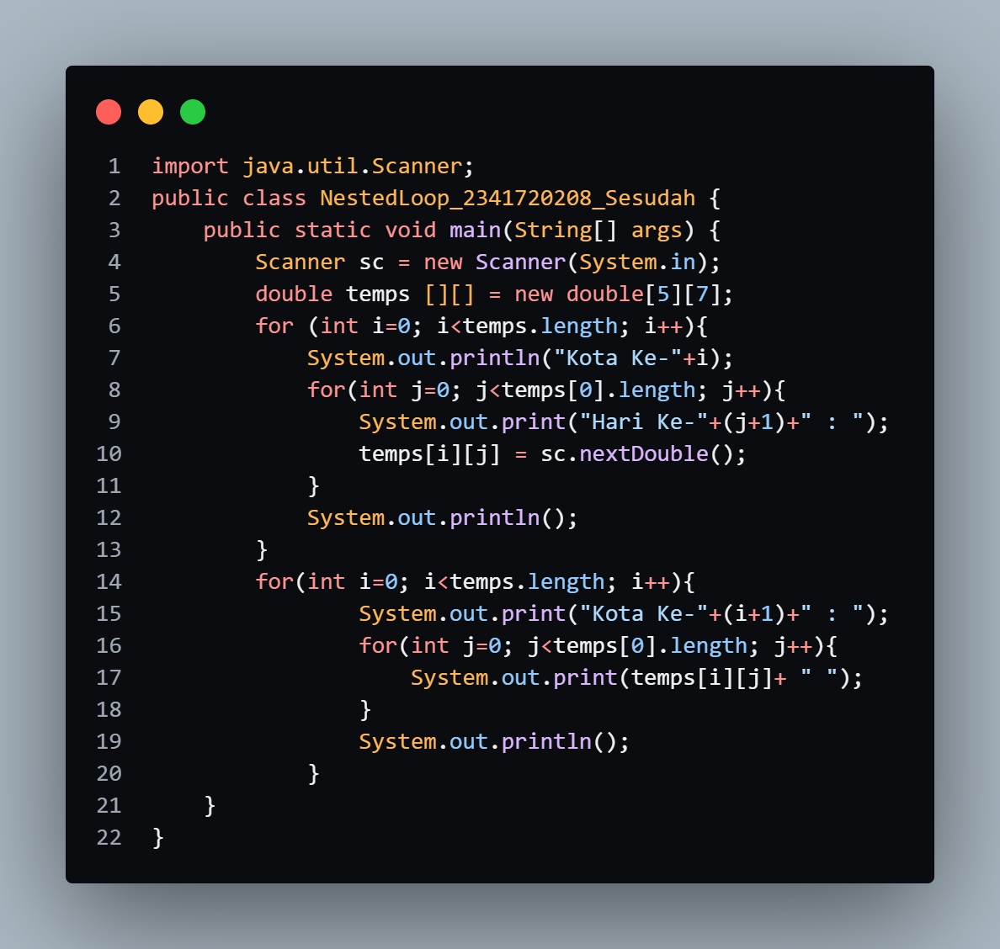 1 import java.util.Scanner;
2 public class NestedLoop_2341720208_Sesudah {
3     public static void main(String[] args) {
4         Scanner sc = new Scanner(System.in);
5         double temps [][] = new double[5][7];
6         for (int i=0; i<temps.length; i++){
7             System.out.println("Kota Ke-"+i);
8             for(int j=0; j<temps[0].length; j++){
9                 System.out.print("Hari Ke-"+(j+1)+" : ");
10                 temps[i][j] = sc.nextDouble();
11             }
12             System.out.println();
13         }
14         for(int i=0; i<temps.length; i++){
15                 System.out.print("Kota Ke-"+(i+1)+" : ");
16                 for(int j=0; j<temps[0].length; j++){
17                     System.out.print(temps[i][j]+ " ");
18                 }
19                 System.out.println();
20             }
21     }
22 }